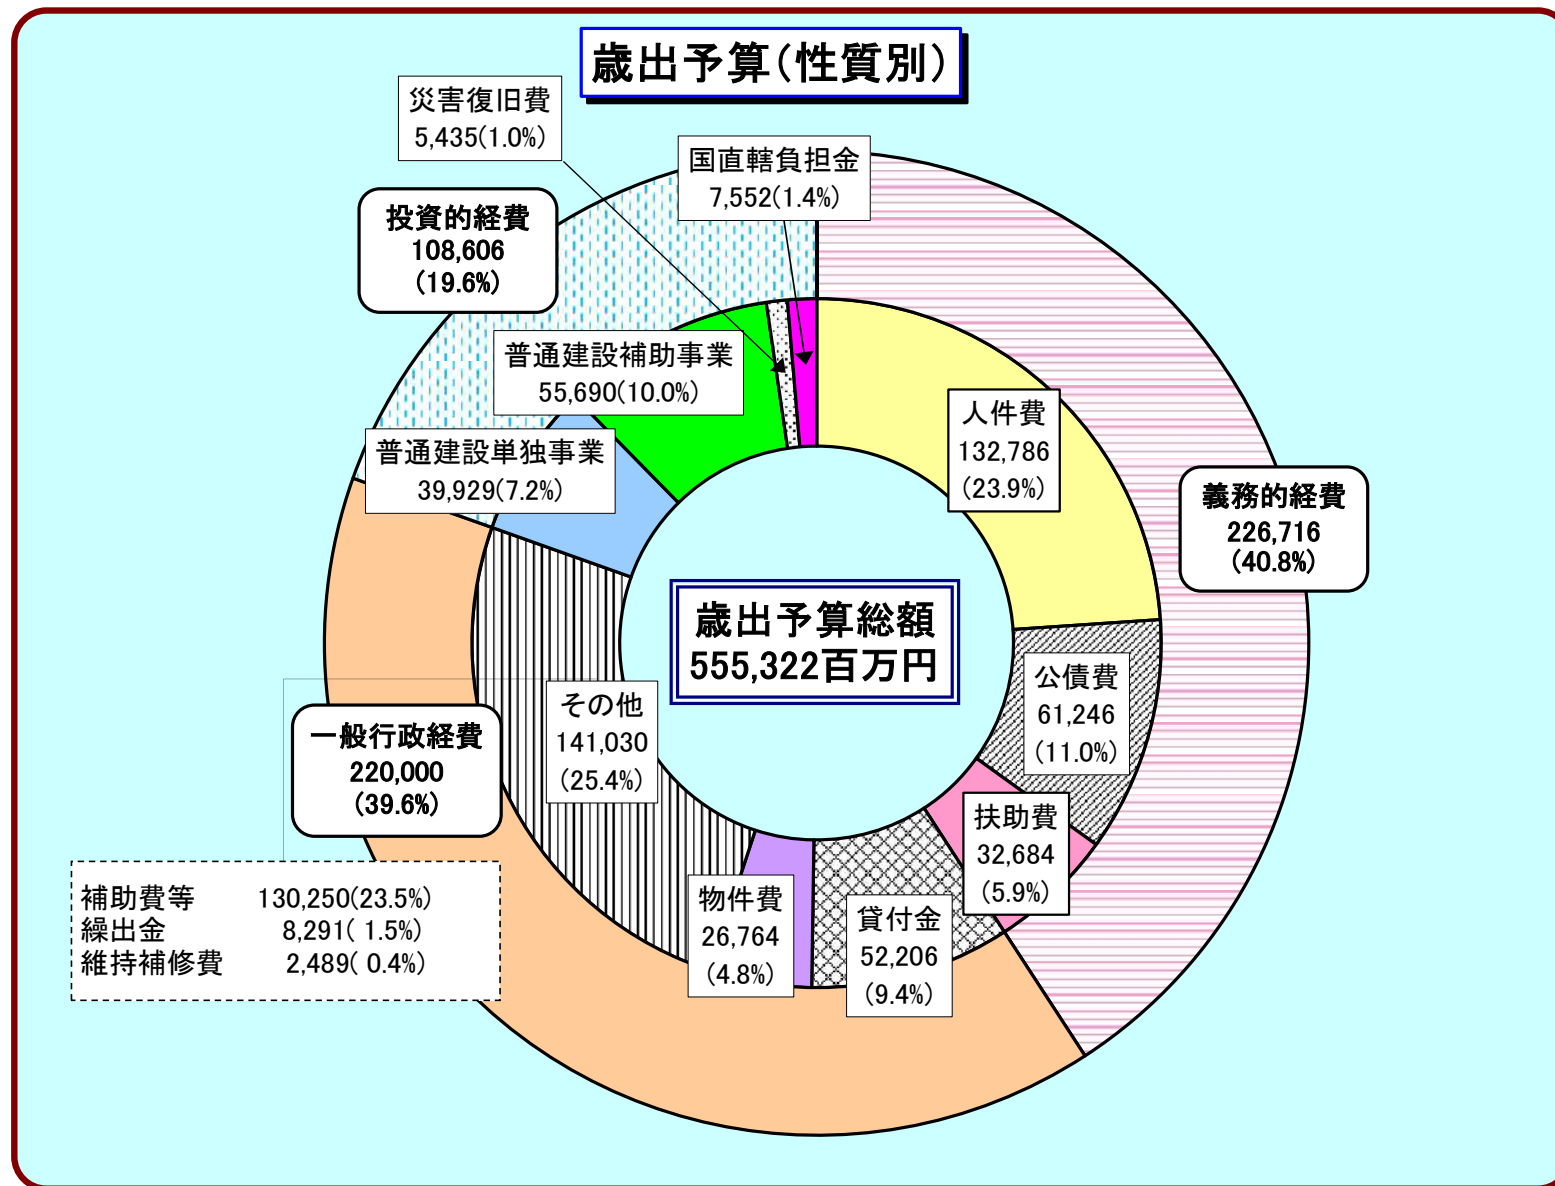 歳出予算(性質別)
災害復旧費
5,435(1.0%)
国直轄負担金
7,552(1.4%)
投資的経費
108,606
(19.6%)
普通建設補助事業
55,690(10.0%)
普通建設単独事業
39,929(7.2%)
人件費
132,786
(23.9%)
義務的経費
226,716
(40.8%)
歳出予算総額
555,322百万円
公債費
61,246
(11.0%)
その他
141,030
(25.4%)
一般行政経費
220,000
(39.6%)
扶助費
32,684
(5.9%)
物件費
26,764
(4.8%)
貸付金
52,206
(9.4%)
補助費等 130,250(23.5%)
繰出金 8,291( 1.5%)
維持補修費 2,489( 0.4%)